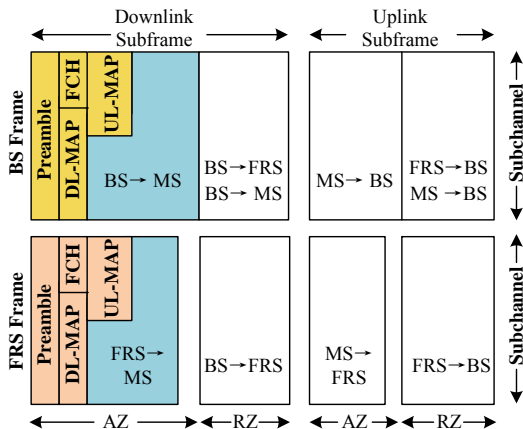 Downlink
Subframe
Uplink
Subframe
BS Frame
Preamble
FCH
DL-MAP
UL-MAP
BS→ MS
BS→FRS
BS→ MS
MS→ BS
FRS→BS
MS→BS
Subchannel
FRS Frame
Preamble
FCH
DL-MAP
UL-MAP
FRS→
MS
BS→FRS
MS→
FRS
FRS→BS
Subchannel
AZ
RZ
AZ
RZ